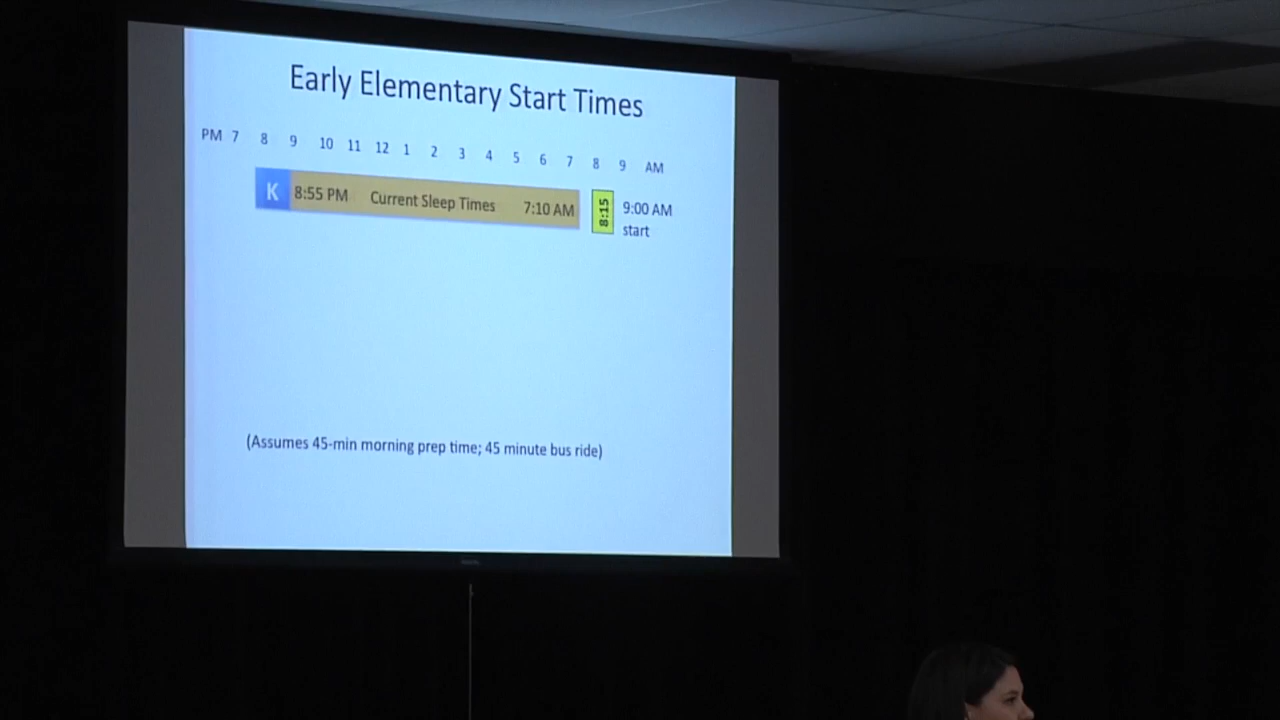 Early Elementary Start Times
PM 7 8 9 10 11 12 1 2 3 4 5 6 7 8 9 AM
K 8:55 PM Current Sleep Times 7:10 AM 8:15 9:00 AM
start
(Assumes 45-min morning prep time; 45 minute bus ride)